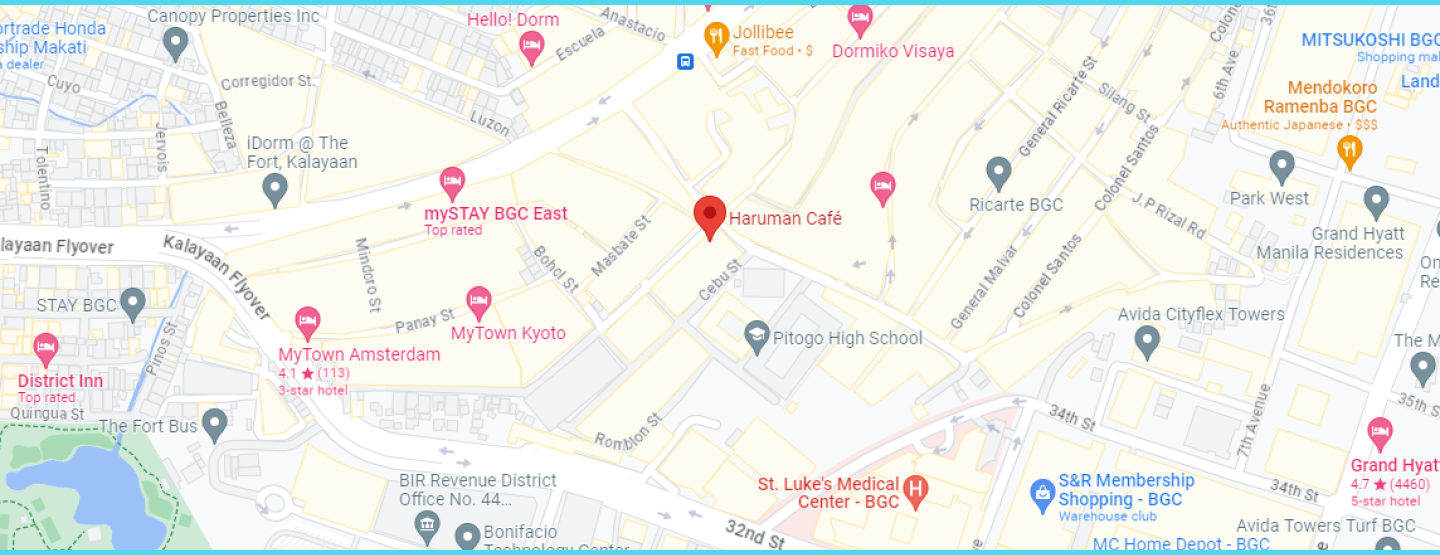 Canopy Properties Inc
Hello! Dorm
Anastacio
Escuela
Jollibee
Fast Food • $
Dormiko Visaya
36th
6th Ave
MITSUKOSHI BGC
Shopping mal
Land
ortrade Honda
ship Makati
a dealer
Cuyo
Corregidor St.
Belleza
Luzon
Jervois
Tolentino
iDorm @ The
Fort, Kalayaan
General Ricarte St
Silang St
Colonel Santos
Mendokoro
Ramenba BGC
Authentic Japanese • $$$
Park West
Grand Hyatt
Manila Residences
J.P Rizal Rd
Ricarte BGC
mySTAY BGC East
Top rated
Haruman Café
Masbate St
Bohol St
Cebu St
Mindoro St
layaan Flyover
Kalayaan Flyover
On
Re
STAY BGC
Pinos St
Panay St
MyTown Kyoto
MyTown Amsterdam
4.1 ★ (113)
3-star hotel
Pitogo High School
General Malvar
Colonel Santos
Avida Cityflex Towers
The M
District Inn
Top rated
Quingua St
The Fort Bus
Romblon St
34th St
7th Avenue
35th St
BIR Revenue District
Office No. 44...
Bonifacio
Technology Center
St. Luke's Medical
Center - BGC
32nd St
S&R Membership
Shopping - BGC
Warehouse club
34th St
Grand Hyat
4.7 ★ (4460)
5-star hotel
Avida Towers Turf BGC
MC Home Depot - BGC